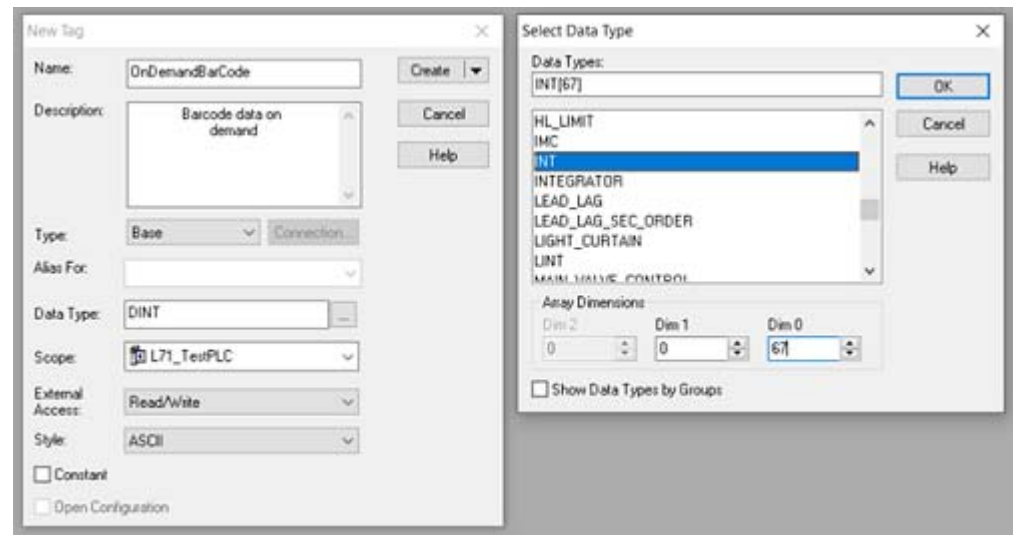 New Tag
Name:
OnDemandBarCode
Create
Description:
Barcode data on
demand
Cancel
Help
Type:
Base
Connection...
Alias For:
Data Type:
DINT
...
Scope:
L71_TestPLC
External
Access:
Read/Write
Style:
ASCII
Constant
Open Configuration
Select Data Type
Data Types:
INT[67]
OK
HL_LIMIT
IMC
INT
INTEGRATOR
LEAD_LAG
LEAD_LAG_SEC_ORDER
LIGHT_CURTAIN
LINT
MAIN_VALVE_CONTROL
Cancel
Help
Array Dimensions
Dim 2
Dim 1
Dim 0
0
0
67
Show Data Types by Groups